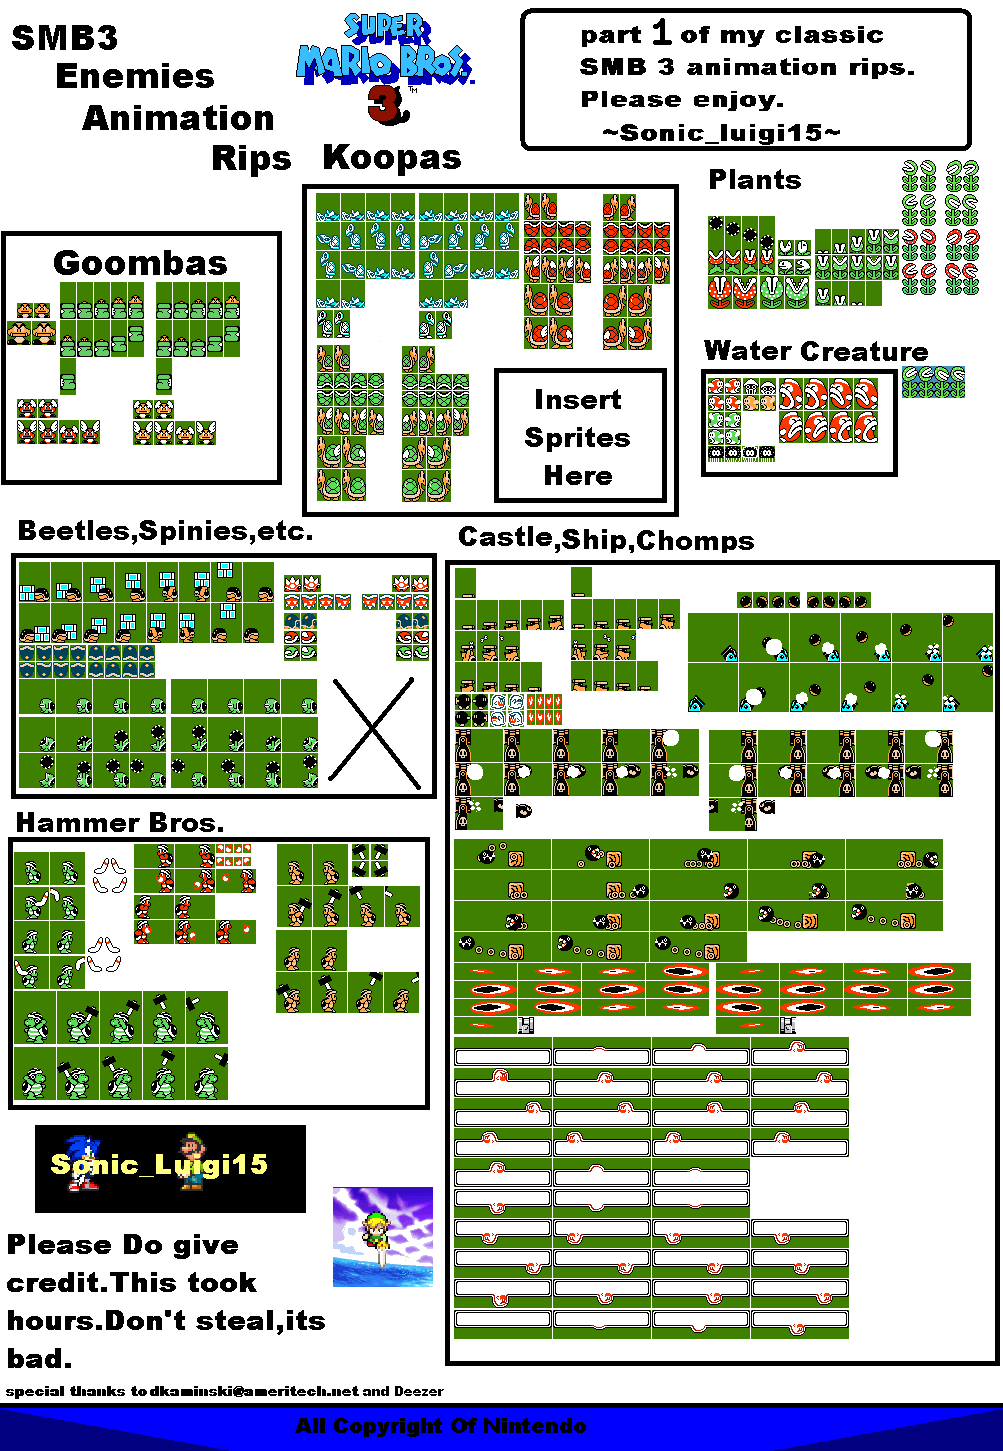 SMB3
Enemies
Animation
Rips
SUPER
MARIO BROS.
3
TM
part 1 of my classic
SMB 3 animation rips.
Please enjoy.
~Sonic_luigi15~
Koopas
Plants
Goombas
Water Creature
Insert
Sprites
Here
Beetles,Spinies,etc.
Castle,Ship,Chomps
Hammer Bros.
Sonic_Luigi15
Please Do give
credit.This took
hours.Don't steal,its
bad.
special thanks to dkaminski@ameritech.net and Deezer
All Copyright Of Nintendo